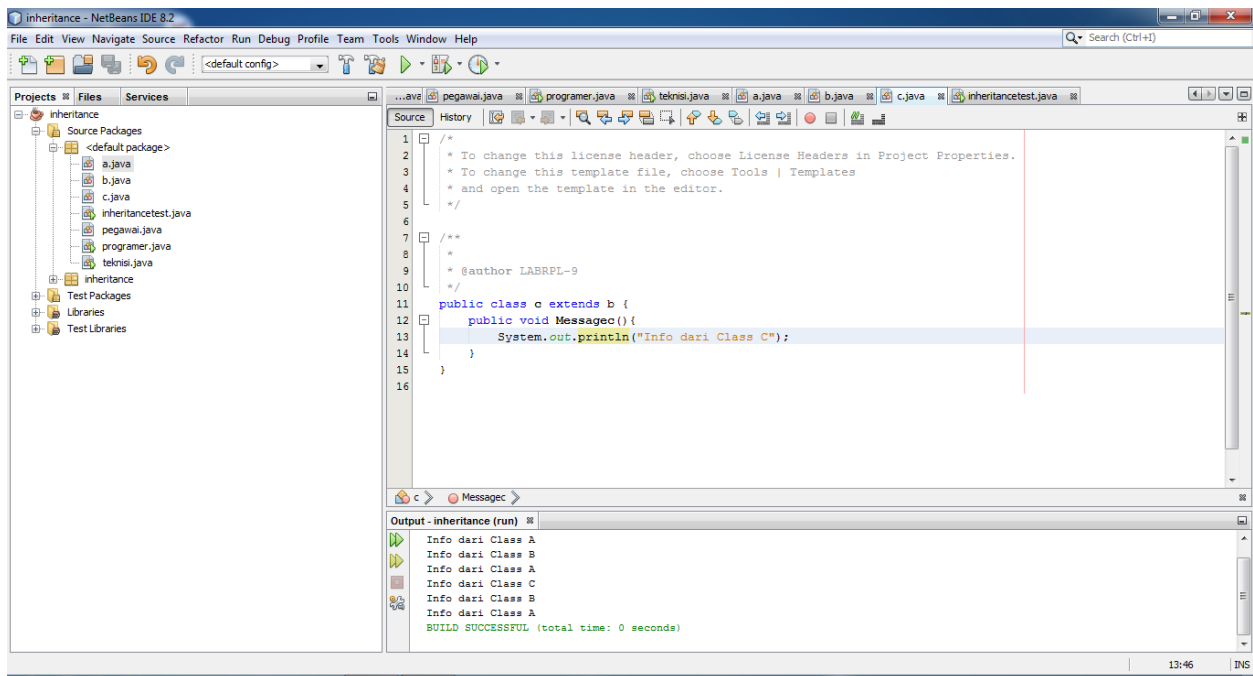 inheritance - NetBeans IDE 8.2
File Edit View Navigate Source Refactor Run Debug Profile Team Tools Window Help
Search (Ctrl+I)
<default config>
Projects Files Services
inheritance
Source Packages
<default package>
a.java
b.java
c.java
inheritancetest.java
pegawai.java
programer.java
teknisi.java
inheritance
Test Packages
Libraries
Test Libraries
...ava pegawai.java programer.java teknisi.java a.java b.java c.java inheritancetest.java
Source History
1 /*
2 * To change this license header, choose License Headers in Project Properties.
3 * To change this template file, choose Tools | Templates
4 * and open the template in the editor.
5 */
6
7 /**
8 *
9 * @author LABRPL-9
10 */
11 public class c extends b {
12 public void Messagec(){
13 System.out.println("Info dari Class C");
14 }
15 }
16
c Messagec
Output - inheritance (run)
Info dari Class A
Info dari Class B
Info dari Class A
Info dari Class C
Info dari Class B
Info dari Class A
BUILD SUCCESSFUL (total time: 0 seconds)
13:46 INS